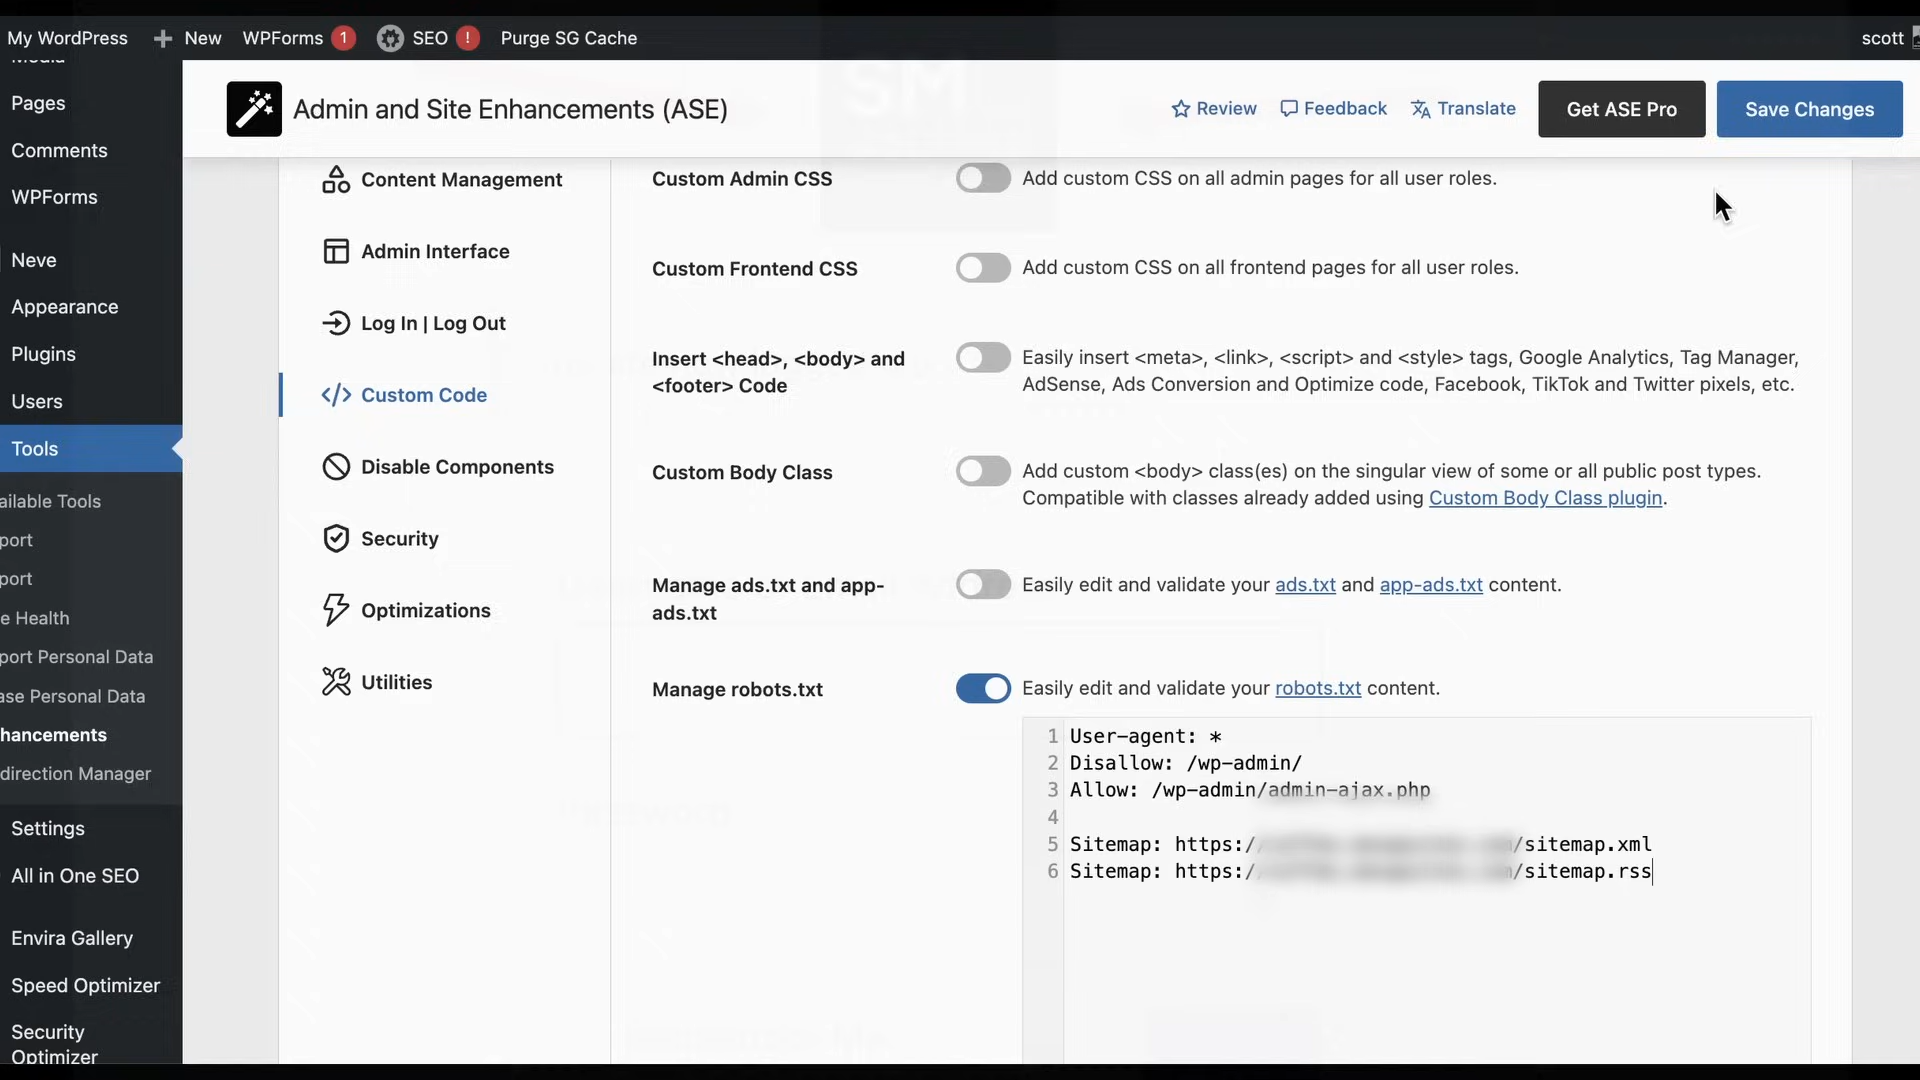 My WordPress New WPForms 1 SEO ! Purge SG Cache scott
Media
Pages
Comments
WPForms
Neve
Appearance
Plugins
Users
Tools
ailable Tools
port
port
e Health
port Personal Data
ase Personal Data
hancements
direction Manager
Settings
All in One SEO
Envira Gallery
Speed Optimizer
Security
Optimizer
Admin and Site Enhancements (ASE)
Review Feedback Translate Get ASE Pro Save Changes
Content Management
Admin Interface
Log In | Log Out
</> Custom Code
Disable Components
Security
Optimizations
Utilities
Custom Admin CSS
Add custom CSS on all admin pages for all user roles.
Custom Frontend CSS
Add custom CSS on all frontend pages for all user roles.
Insert <head>, <body> and
<footer> Code
Easily insert <meta>, <link>, <script> and <style> tags, Google Analytics, Tag Manager,
AdSense, Ads Conversion and Optimize code, Facebook, TikTok and Twitter pixels, etc.
Custom Body Class
Add custom <body> class(es) on the singular view of some or all public post types.
Compatible with classes already added using Custom Body Class plugin.
Manage ads.txt and app-
ads.txt
Easily edit and validate your ads.txt and app-ads.txt content.
Manage robots.txt
Easily edit and validate your robots.txt content.
1 User-agent: *
2 Disallow: /wp-admin/
3 Allow: /wp-admin/admin-ajax.php
4
5 Sitemap: https:// /sitemap.xml
6 Sitemap: https:// /sitemap.rss